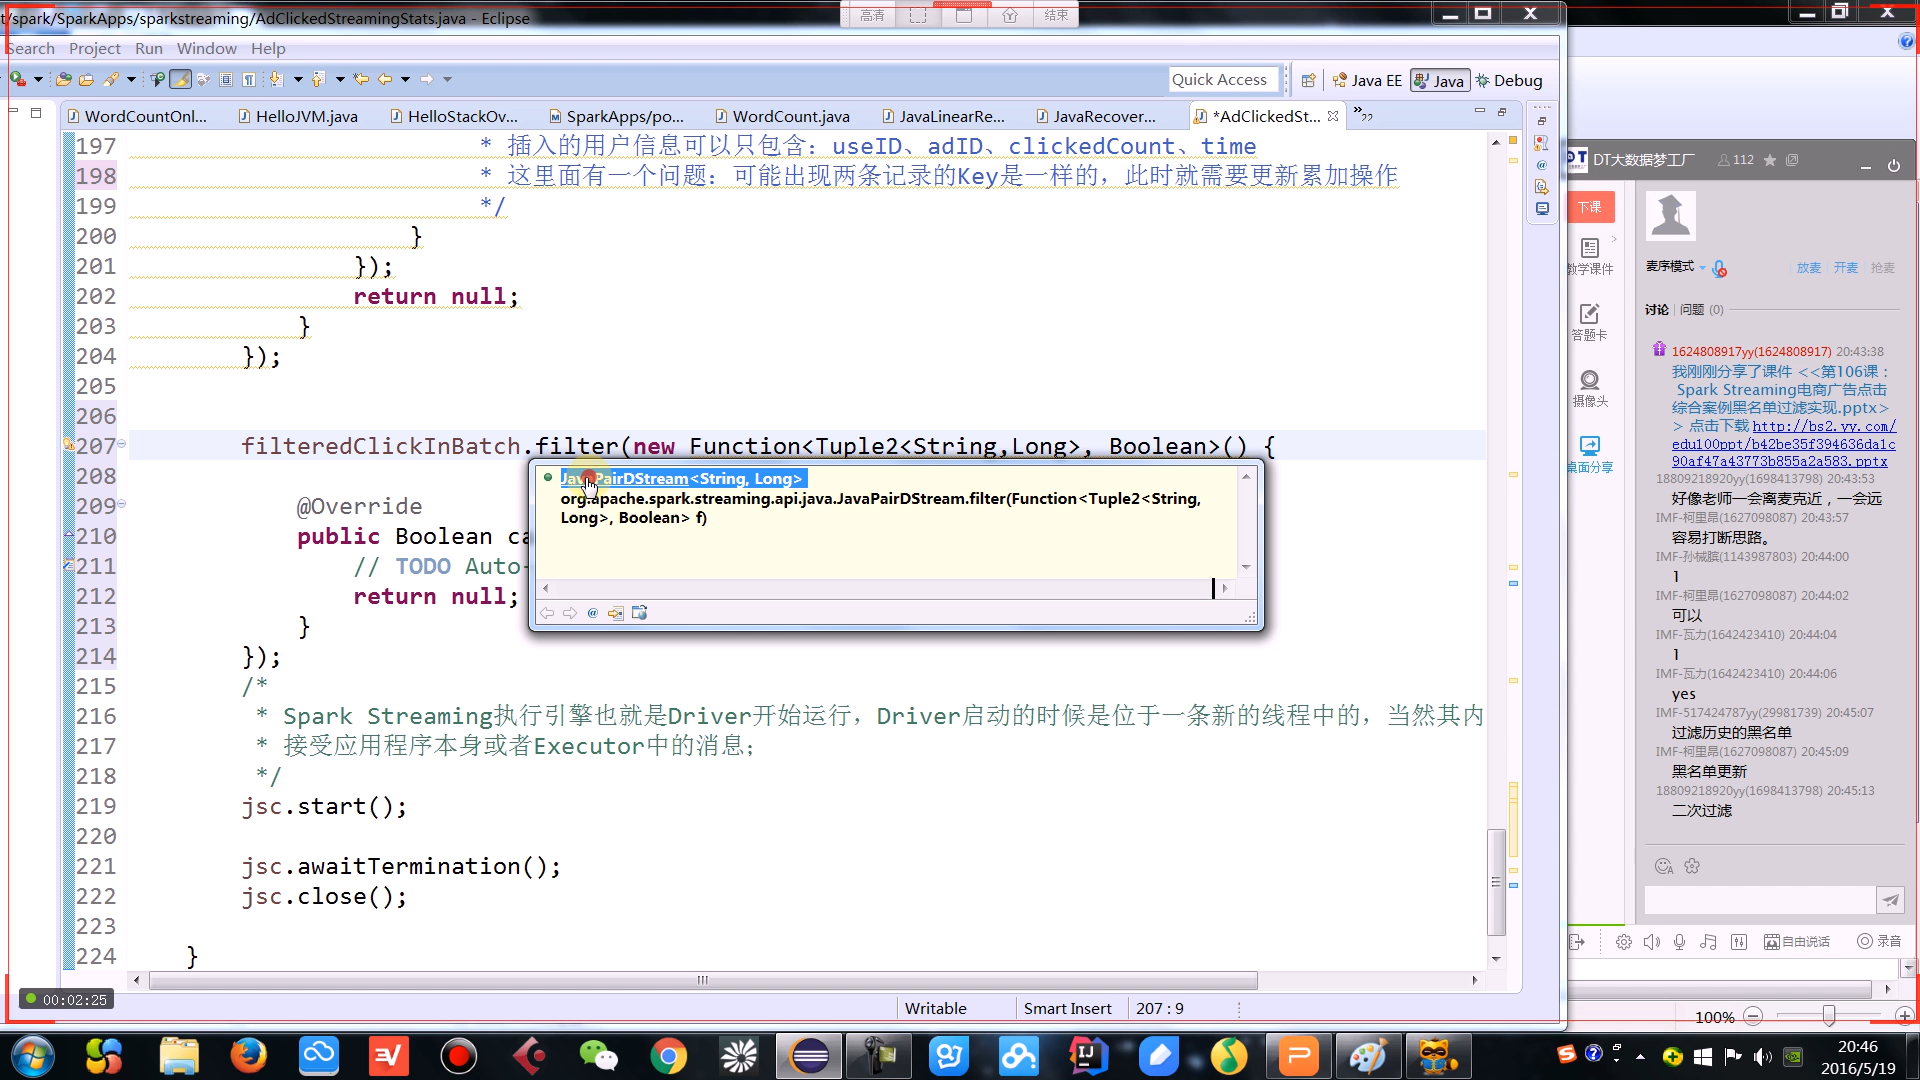 t/spark/SparkApps/sparkstreaming/AdClickedStreamingStats.java - Eclipse
高清
结束
Search Project Run Window Help
Quick Access
Java EE
Java
Debug
WordCountOnl...
HelloJVM.java
HelloStackOv...
SparkApps/po...
WordCount.java
JavaLinearRe...
JavaRecover...
*AdClickedSt...
»22
197 * 插入的用户信息可以只包含：useID、adID、clickedCount、time
198 * 这里面有一个问题：可能出现两条记录的Key是一样的，此时就需要更新累加操作
199 */
200 }
201 });
202 return null;
203 }
204 });
205
206
207 filteredClickInBatch.filter(new Function<Tuple2<String,Long>, Boolean>() {
208
209 @Override
210 public Boolean ca
211 // TODO Auto-
212 return null;
213 }
214 });
215 /*
216 * Spark Streaming执行引擎也就是Driver开始运行，Driver启动的时候是位于一条新的线程中的，当然其内
217 * 接受应用程序本身或者Executor中的消息；
218 */
219 jsc.start();
220
221 jsc.awaitTermination();
222 jsc.close();
223
224 }
JavaPairDStream<String, Long>
org.apache.spark.streaming.api.java.JavaPairDStream.filter(Function<Tuple2<String,
Long>, Boolean> f)
00:02:25
Writable
Smart Insert
207 : 9
DT大数据梦工厂
112
下课
教学课件
答题卡
摄像头
桌面分享
麦序模式
放麦
开麦
抢麦
讨论 问题 (0)
1624808917yy(1624808917) 20:43:38
我刚刚分享了课件 <<第106课：
Spark Streaming电商广告点击
综合案例黑名单过滤实现.pptx>
> 点击下载 http://bs2.yy.com/
edu100ppt/b42be35f394636da1c
90af47a43773b855a2a583.pptx
18809218920yy(1698413798) 20:43:53
好像老师一会离麦克近，一会远
IMF-柯里昂(1627098087) 20:43:57
容易打断思路。
IMF-孙械膑(1143987803) 20:44:00
1
IMF-柯里昂(1627098087) 20:44:02
可以
IMF-瓦力(1642423410) 20:44:04
1
IMF-瓦力(1642423410) 20:44:06
yes
IMF-517424787yy(29981739) 20:45:07
过滤历史的黑名单
IMF-柯里昂(1627098087) 20:45:09
黑名单更新
18809218920yy(1698413798) 20:45:13
二次过滤
自由说话
录音
100%
20:46
2016/5/19